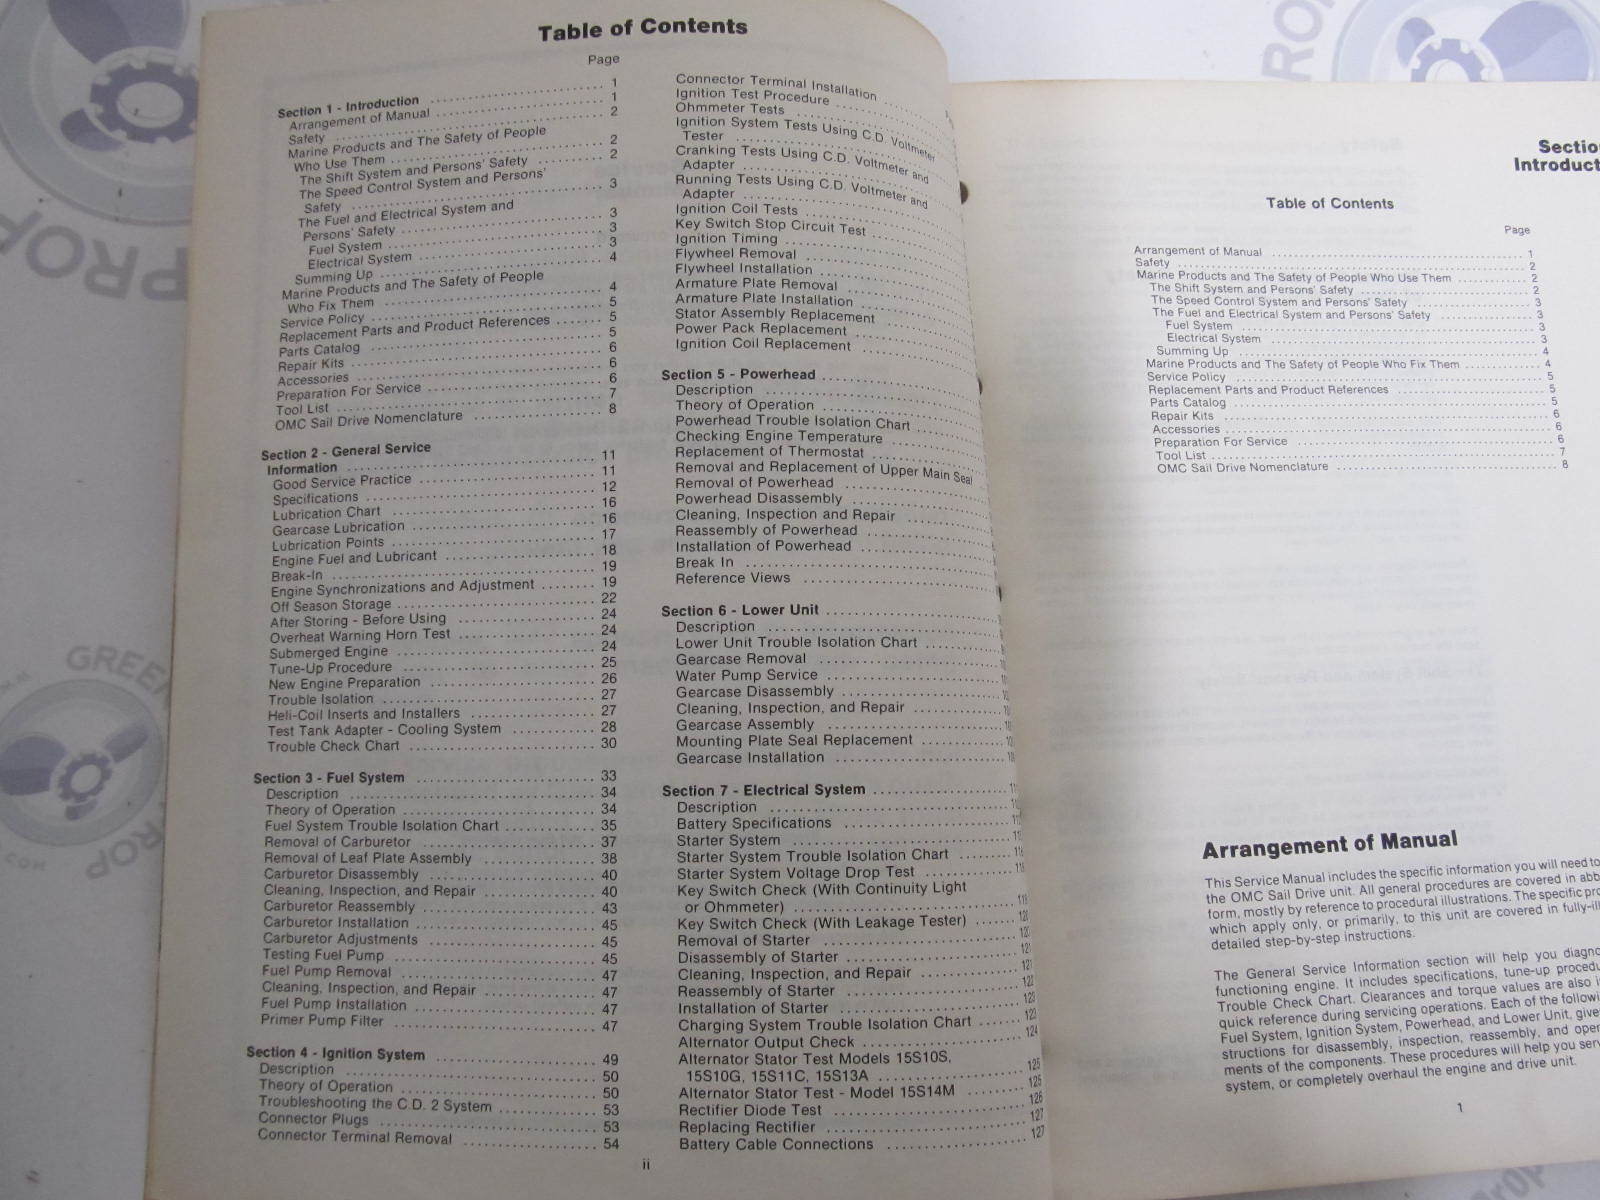 Table of Contents
Page
Section 1 - Introduction 1
Arrangement of Manual 1
Safety 2
Marine Products and The Safety of People
Who Use Them 2
The Shift System and Persons' Safety 2
The Speed Control System and Persons'
Safety 3
The Fuel and Electrical System and
Persons' Safety 3
Fuel System 3
Electrical System 3
Summing Up 4
Marine Products and The Safety of People
Who Fix Them 4
Service Policy 5
Replacement Parts and Product References 5
Parts Catalog 5
Repair Kits 6
Accessories 6
Preparation For Service 6
Tool List 7
OMC Sail Drive Nomenclature 8
Section 2 - General Service
Information 11
Good Service Practice 11
Specifications 12
Lubrication Chart 16
Gearcase Lubrication 16
Lubrication Points 17
Engine Fuel and Lubricant 18
Break-In 19
Engine Synchronizations and Adjustment 19
Off Season Storage 22
After Storing - Before Using 24
Overheat Warning Horn Test 24
Submerged Engine 24
Tune-Up Procedure 25
New Engine Preparation 26
Trouble Isolation 27
Heli-Coil Inserts and Installers 27
Test Tank Adapter - Cooling System 28
Trouble Check Chart 30
Section 3 - Fuel System 33
Description 34
Theory of Operation 34
Fuel System Trouble Isolation Chart 35
Removal of Carburetor 37
Removal of Leaf Plate Assembly 38
Carburetor Disassembly 40
Cleaning, Inspection, and Repair 40
Carburetor Reassembly 43
Carburetor Installation 45
Carburetor Adjustments 45
Testing Fuel Pump 45
Fuel Pump Removal 47
Cleaning, Inspection, and Repair 47
Fuel Pump Installation 47
Primer Pump Filter 47
Section 4 - Ignition System 49
Description 50
Theory of Operation 50
Troubleshooting the C.D. 2 System 53
Connector Plugs 53
Connector Terminal Removal 54
Connector Terminal Installation
Ignition Test Procedure
Ohmmeter Tests
Ignition System Tests Using C.D. Voltmeter
Tester
Cranking Tests Using C.D. Voltmeter and
Adapter
Running Tests Using C.D. Voltmeter and
Adapter
Ignition Coil Tests
Key Switch Stop Circuit Test
Ignition Timing
Flywheel Removal
Flywheel Installation
Armature Plate Removal
Armature Plate Installation
Stator Assembly Replacement
Power Pack Replacement
Ignition Coil Replacement
Section 5 - Powerhead
Description
Theory of Operation
Powerhead Trouble Isolation Chart
Checking Engine Temperature
Replacement of Thermostat
Removal and Replacement of Upper Main Seal
Removal of Powerhead
Powerhead Disassembly
Cleaning, Inspection and Repair
Reassembly of Powerhead
Installation of Powerhead
Break In
Reference Views
Section 6 - Lower Unit
Description
Lower Unit Trouble Isolation Chart
Gearcase Removal
Water Pump Service
Gearcase Disassembly
Cleaning, Inspection, and Repair
Gearcase Assembly
Mounting Plate Seal Replacement
Gearcase Installation
Section 7 - Electrical System
Description
Battery Specifications
Starter System
Starter System Trouble Isolation Chart
Starter System Voltage Drop Test
Key Switch Check (With Continuity Light
or Ohmmeter)
Key Switch Check (With Leakage Tester)
Removal of Starter
Disassembly of Starter
Cleaning, Inspection, and Repair
Reassembly of Starter
Installation of Starter
Charging System Trouble Isolation Chart
Alternator Output Check 124
Alternator Stator Test Models 15S10S,
15S10G, 15S11C, 15S13A 125
Alternator Stator Test - Model 15S14M 125
Rectifier Diode Test 126
Replacing Rectifier 127
Battery Cable Connections 127
ii
Sectio
Introduct
Table of Contents
Page
Arrangement of Manual 1
Safety 2
Marine Products and The Safety of People Who Use Them 2
The Shift System and Persons' Safety 2
The Speed Control System and Persons' Safety 3
The Fuel and Electrical System and Persons' Safety 3
Fuel System 3
Electrical System 3
Summing Up 4
Marine Products and The Safety of People Who Fix Them 4
Service Policy 5
Replacement Parts and Product References 5
Parts Catalog 5
Repair Kits 6
Accessories 6
Preparation For Service 6
Tool List 7
OMC Sail Drive Nomenclature 8
Arrangement of Manual
This Service Manual includes the specific information you will need to
the OMC Sail Drive unit. All general procedures are covered in abb
form, mostly by reference to procedural illustrations. The specific pro
which apply only, or primarily, to this unit are covered in fully-ill
detailed step-by-step instructions.
The General Service Information section will help you diagno
functioning engine. It includes specifications, tune-up procedu
Trouble Check Chart. Clearances and torque values are also i
quick reference during servicing operations. Each of the followi
Fuel System, Ignition System, Powerhead, and Lower Unit, give
structions for disassembly, inspection, reassembly, and oper
ments of the components. These procedures will help you serv
system, or completely overhaul the engine and drive unit.
1